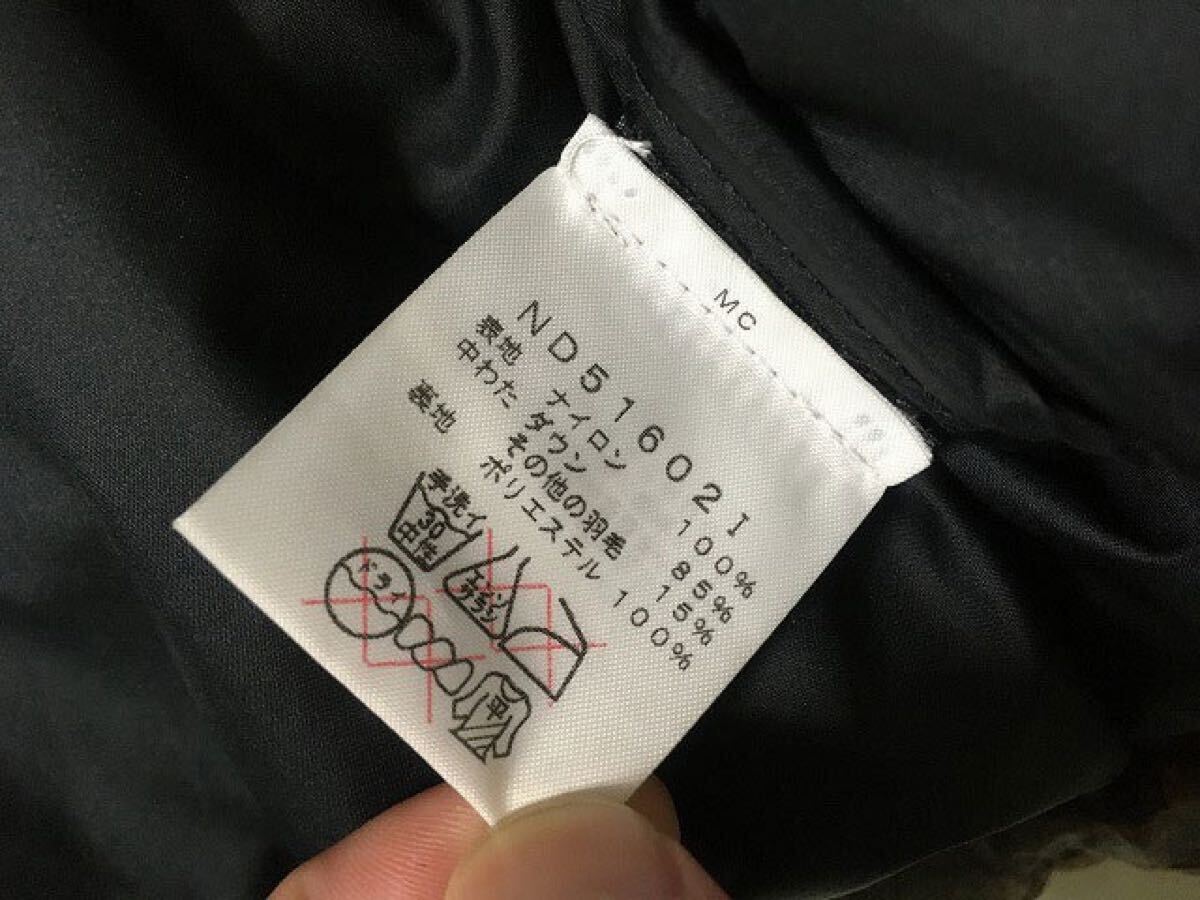 MC
ND51602I
表地 ナイロン 100%
中わた ダウン 85%
その他の羽毛 15%
裏地 ポリエステル 100%
手洗イ
30
中性
エンソ
サラシ
ドライ
平